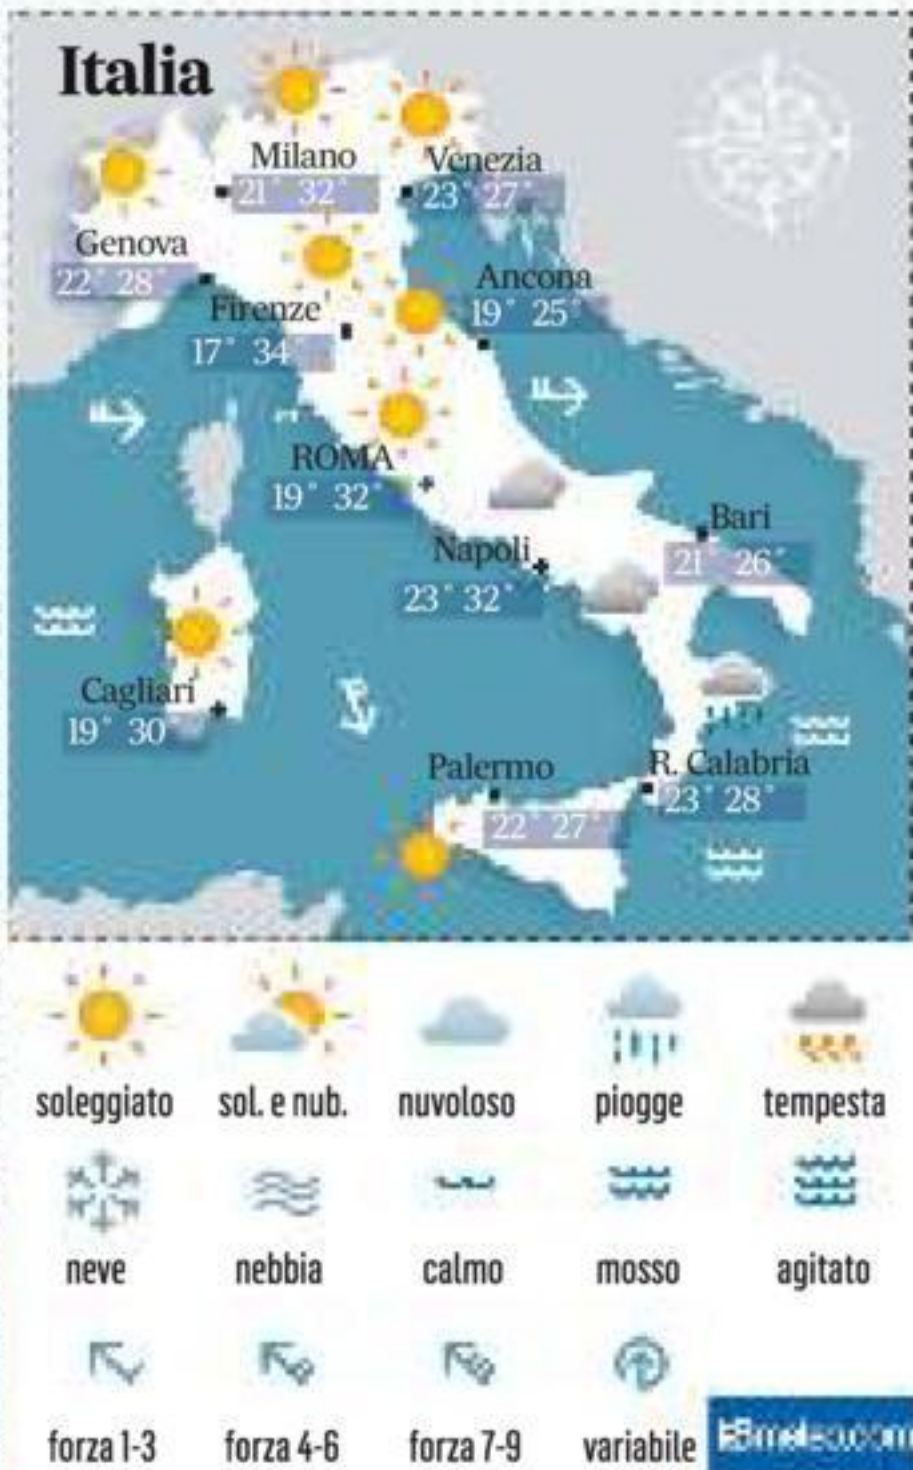 Italia
Milano
21° 32°
Venezia
23° 27°
Genova
22° 28°
Firenze
17° 34°
Ancona
19° 25°
ROMA
19° 32°
Napoli
23° 32°
Bari
21° 26°
Cagliari
19° 30°
Palermo
22° 27°
R. Calabria
23° 28°
soleggiato sol. e nub. nuvoloso piogge tempesta
neve nebbia calmo mosso agitato
forza 1-3 forza 4-6 forza 7-9 variabile